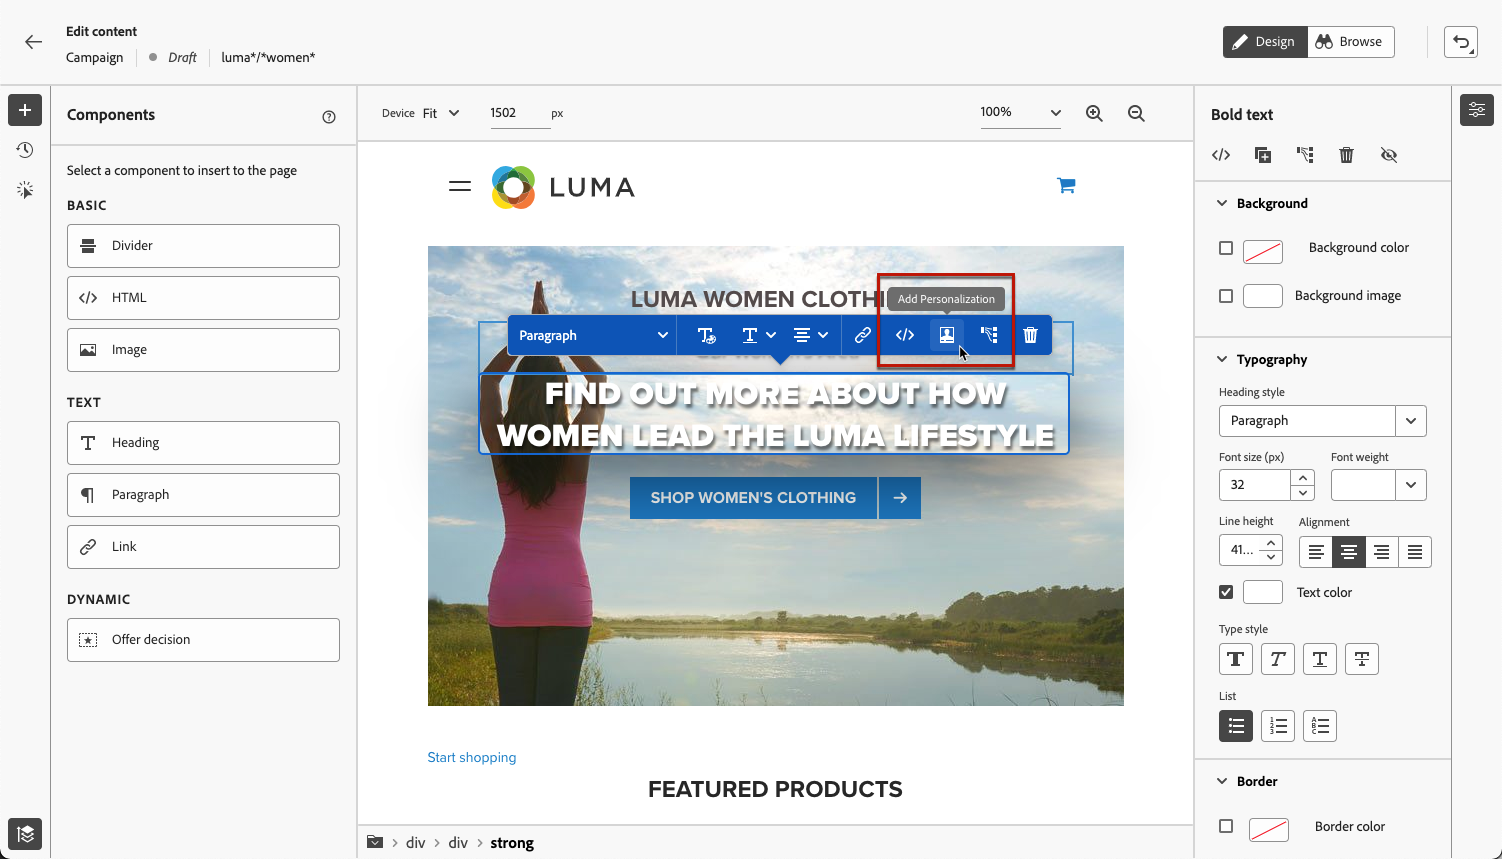 Edit content
Campaign
Draft
luma*/*women*
Design
Browse
Components
Device
Fit
1502
px
100%
Bold text
Select a component to insert to the page
BASIC
Divider
HTML
Image
TEXT
Heading
Paragraph
Link
DYNAMIC
Offer decision
LUMA
LUMA WOMEN CLOTHI
Add Personalization
Paragraph
FIND OUT MORE ABOUT HOW
WOMEN LEAD THE LUMA LIFESTYLE
SHOP WOMEN'S CLOTHING
Start shopping
FEATURED PRODUCTS
div
div
strong
Background
Background color
Background image
Typography
Heading style
Paragraph
Font size (px)
Font weight
32
Line height
Alignment
41...
Text color
Type style
List
Border
Border color